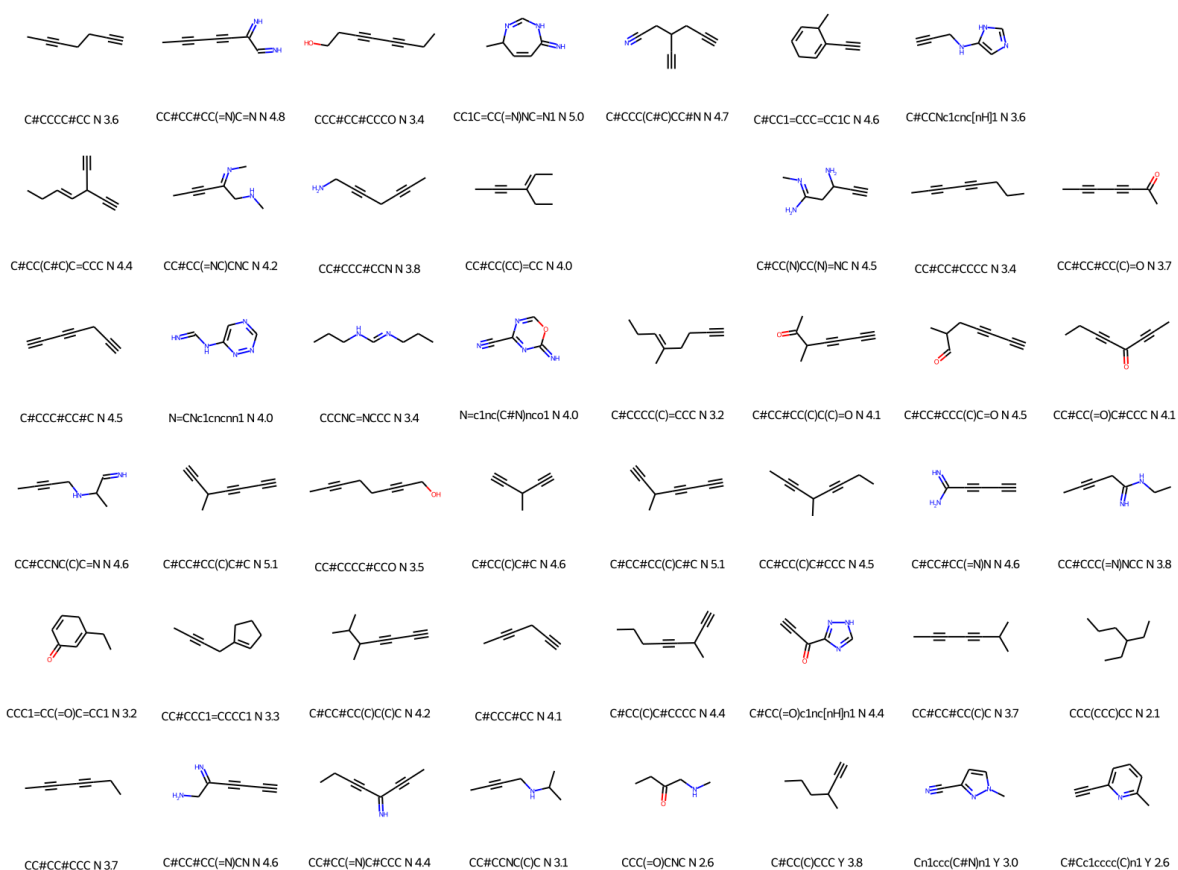 C#CCCC#CC N 3.6
CC#CC#CC(=N)C=N N 4.8
CCC#CC#CCCO N 3.4
CC1C=CC(=N)NC=N1 N 5.0
C#CCC(C#C)CC#N N 4.7
C#CC1=CCC=CC1C N 4.6
C#CCNc1cnc[nH]1 N 3.6
C#CC(C#C)C=CCC N 4.4
CC#CC(=NC)CNC N 4.2
CC#CCC#CCN N 3.8
CC#CC(CC)=CC N 4.0
C#CC(N)CC(N)=NC N 4.5
CC#CC#CCCC N 3.4
CC#CC#CC(C)=O N 3.7
C#CCC#CC#C N 4.5
N=CNc1cncnn1 N 4.0
CCCNC=NCCC N 3.4
N=c1nc(C#N)nco1 N 4.0
C#CCCC(C)=CCC N 3.2
C#CC#CC(C)C(C)=O N 4.1
C#CC#CCC(C)C=O N 4.5
CC#CC(=O)C#CCC N 4.1
CC#CCNC(C)C=N N 4.6
C#CC#CC(C)C#C N 5.1
CC#CCCC#CCO N 3.5
C#CC(C)C#C N 4.6
C#CC#CC(C)C#C N 5.1
CC#CC(C)C#CCC N 4.5
C#CC#CC(=N)N N 4.6
CC#CCC(=N)NCC N 3.8
CCC1=CC(=O)C=CC1 N 3.2
CC#CCC1=CCCC1 N 3.3
C#CC#CC(C)C(C)C N 4.2
C#CCC#CC N 4.1
C#CC(C)C#CCCC N 4.4
C#CC(=O)c1nc[nH]n1 N 4.4
CC#CC#CC(C)C N 3.7
CCC(CCC)CC N 2.1
CC#CC#CCC N 3.7
C#CC#CC(=N)CN N 4.6
CC#CC(=N)C#CCC N 4.4
CC#CCNC(C)C N 3.1
CCC(=O)CNC N 2.6
C#CC(C)CCC Y 3.8
Cn1ccc(C#N)n1 Y 3.0
C#Cc1cccc(C)n1 Y 2.6